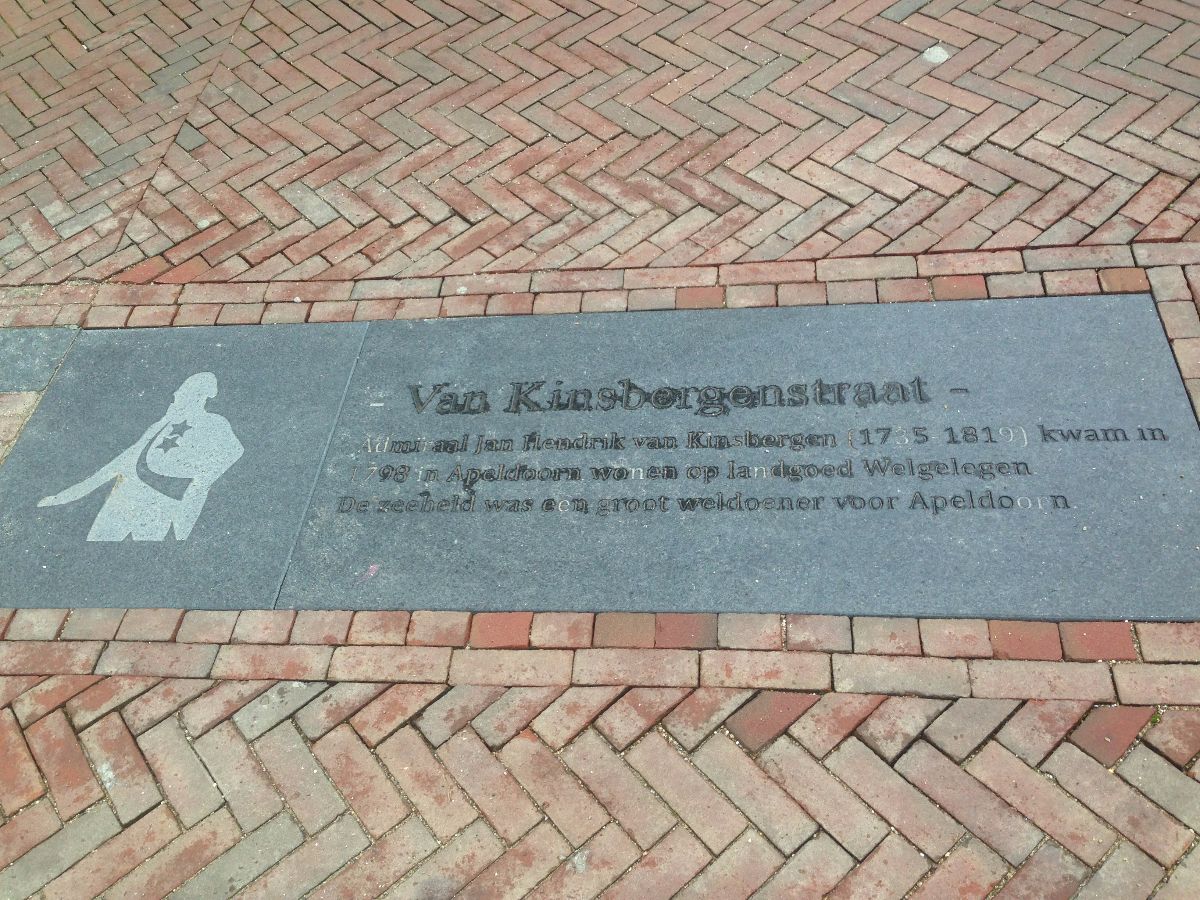 Van Kinsbergenstraat -
Admiraal Jan Hendrik van Kinsbergen (1735 1819) kwam in
1798 in Apeldoorn wonen op landgoed Welgelegen
De zeeheld was een groot weldoener voor Apeldoorn